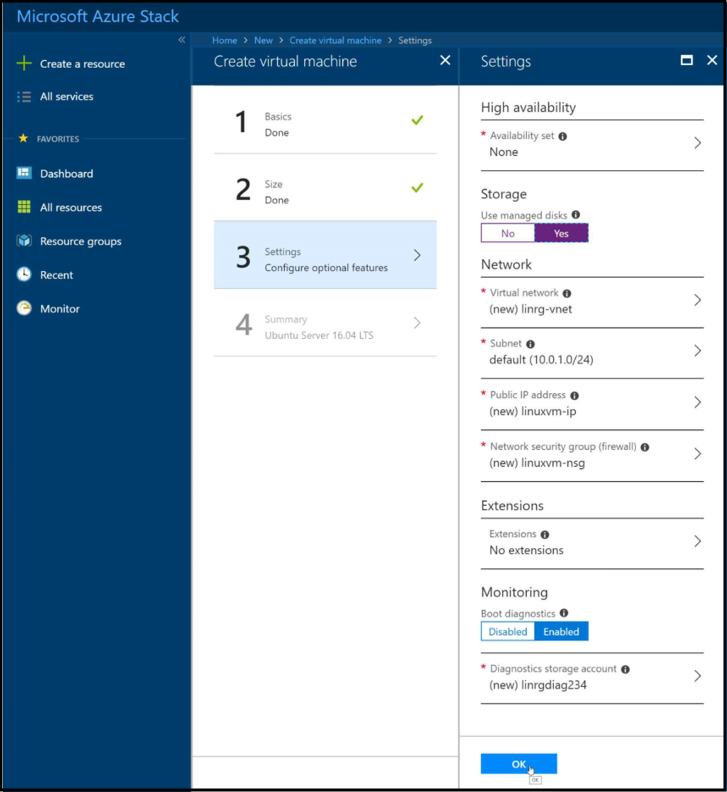 Microsoft Azure Stack
«
Create a resource
All services
FAVORITES
Dashboard
All resources
Resource groups
Recent
Monitor
Home > New > Create virtual machine > Settings
Create virtual machine
1
Basics
Done
2
Size
Done
3
Settings
Configure optional features
4
Summary
Ubuntu Server 16.04 LTS
Settings
High availability
* Availability set
None
Storage
Use managed disks
No Yes
Network
* Virtual network
(new) linrg-vnet
* Subnet
default (10.0.1.0/24)
* Public IP address
(new) linuxvm-ip
* Network security group (firewall)
(new) linuxvm-nsg
Extensions
Extensions
No extensions
Monitoring
Boot diagnostics
Disabled Enabled
* Diagnostics storage account
(new) linrgdiag234
OK
OK